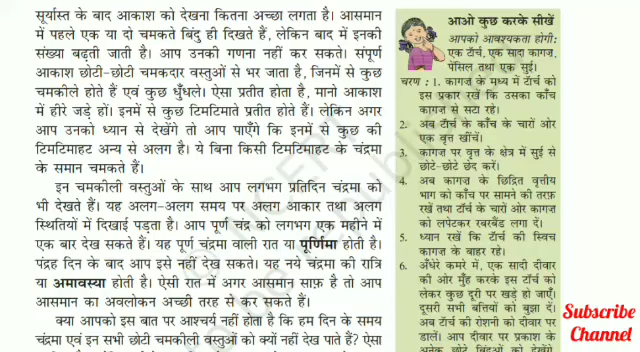 सूर्यास्त के बाद आकाश को देखना कितना अच्छा लगता है। आसमान
में पहले एक या दो चमकते बिंदु ही दिखते हैं, लेकिन बाद में इनकी
संख्या बढ़ती जाती है। आप उनकी गणना नहीं कर सकते। संपूर्ण
आकाश छोटी-छोटी चमकदार वस्तुओं से भर जाता है, जिनमें से कुछ
चमकीले होते हैं एवं कुछ धुँधले। ऐसा प्रतीत होता है, मानो आकाश
में हीरे जड़े हों। इनमें से कुछ टिमटिमाते प्रतीत होते हैं। लेकिन अगर
आप उनको ध्यान से देखेंगे तो आप पाएँगे कि इनमें से कुछ की
टिमटिमाहट अन्य से अलग है। ये बिना किसी टिमटिमाहट के चंद्रमा
के समान चमकते हैं।
इन चमकीली वस्तुओं के साथ आप लगभग प्रतिदिन चंद्रमा को
भी देखते हैं। यह अलग-अलग समय पर अलग आकार तथा अलग
स्थितियों में दिखाई पड़ता है। आप पूर्ण चंद्र को लगभग एक महीने में
एक बार देख सकते हैं। यह पूर्ण चंद्रमा वाली रात या पूर्णिमा होती है।
पंद्रह दिन के बाद आप इसे नहीं देख सकते। यह नये चंद्रमा की रात्रि
या अमावस्या होती है। ऐसी रात में अगर आसमान साफ़ है तो आप
आसमान का अवलोकन अच्छी तरह से कर सकते हैं।
क्या आपको इस बात पर आश्चर्य नहीं होता है कि हम दिन के समय
चंद्रमा एवं इन सभी छोटी चमकीली वस्तुओं को क्यों नहीं देख पाते हैं? ऐसा
आओ कुछ करके सीखें
आपको आवश्यकता होगी:
एक टॉर्च, एक सादा कागज,
पेंसिल तथा एक सुई।
चरण : 1. कागज के मध्य में टॉर्च को
इस प्रकार रखें कि उसका काँच
कागज से सटा रहे।
2. अब टॉर्च के काँच के चारों ओर
एक वृत्त खींचें।
3. कागज पर वृत्त के क्षेत्र में सुई से
छोटे-छोटे छेद करें।
4. अब कागज के छिद्रित वृत्तीय
भाग को काँच पर सामने की तरफ़
रखें तथा टॉर्च के चारों ओर कागज
को लपेटकर रबरबैंड लगा दें।
5. ध्यान रखें कि टॉर्च की स्विच
कागज के बाहर रहे।
6. अँधेरे कमरे में, एक सादी दीवार
की ओर मुँह करके इस टॉर्च को
लेकर कुछ दूरी पर खड़े हो जाएँ।
दूसरी सभी बत्तियों को बुझा दें।
अब टॉर्च की रोशनी को दीवार पर
डालें। आप दीवार पर प्रकाश के
अनेक छोटे बिंदुओं को देखेंगे
Subscribe
Channel